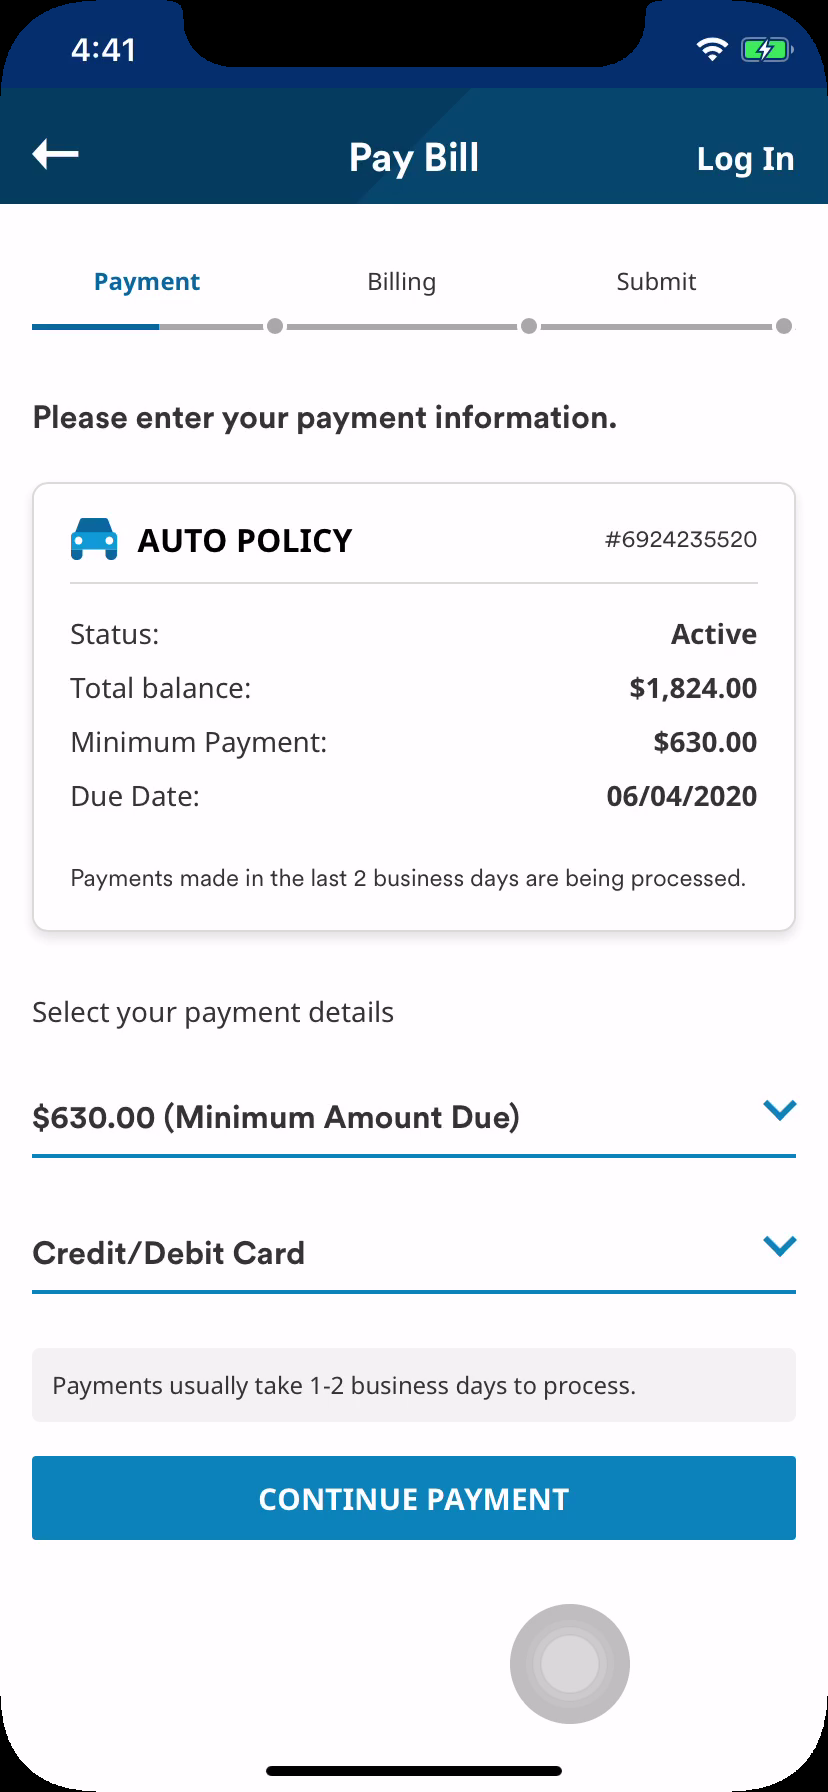 4:41
Pay Bill
Log In
Payment
Billing
Submit
Please enter your payment information.
AUTO POLICY
#6924235520
Status:
Active
Total balance:
$1,824.00
Minimum Payment:
$630.00
Due Date:
06/04/2020
Payments made in the last 2 business days are being processed.
Select your payment details
$630.00 (Minimum Amount Due)
Credit/Debit Card
Payments usually take 1-2 business days to process.
CONTINUE PAYMENT